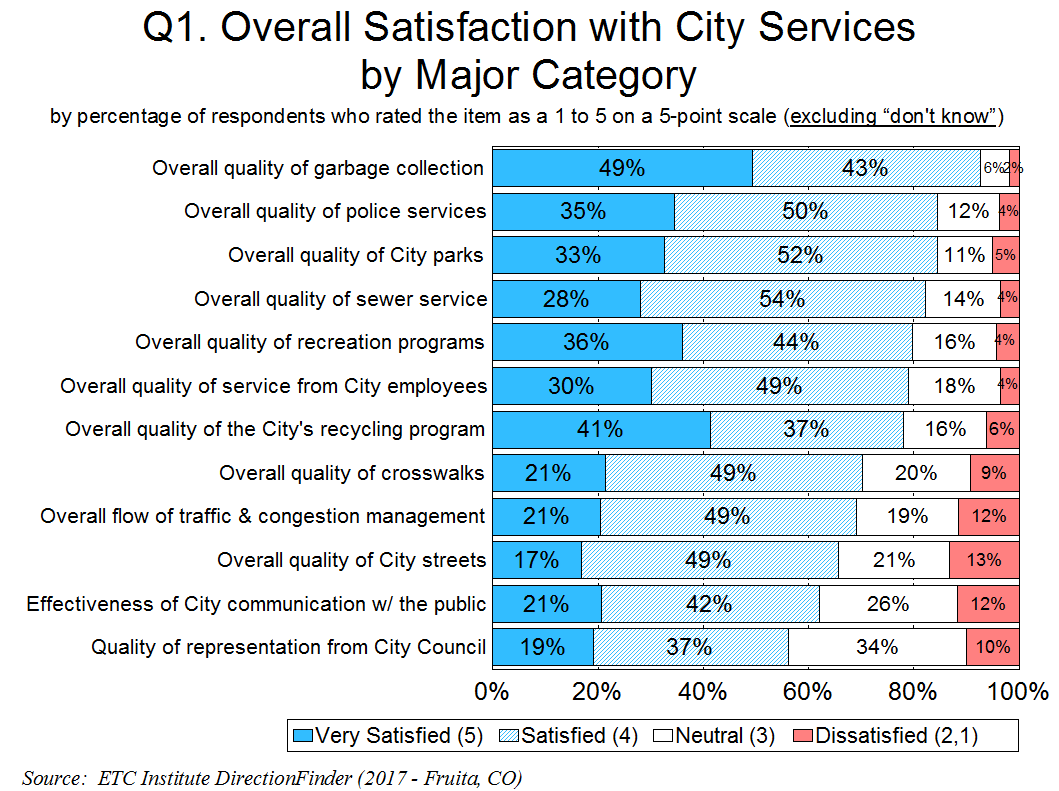 Q1. Overall Satisfaction with City Services
by Major Category
by percentage of respondents who rated the item as a 1 to 5 on a 5-point scale (excluding “don't know”)
Overall quality of garbage collection 49% 43% 6% 2%
Overall quality of police services 35% 50% 12% 4%
Overall quality of City parks 33% 52% 11% 5%
Overall quality of sewer service 28% 54% 14% 4%
Overall quality of recreation programs 36% 44% 16% 4%
Overall quality of service from City employees 30% 49% 18% 4%
Overall quality of the City's recycling program 41% 37% 16% 6%
Overall quality of crosswalks 21% 49% 20% 9%
Overall flow of traffic & congestion management 21% 49% 19% 12%
Overall quality of City streets 17% 49% 21% 13%
Effectiveness of City communication w/ the public 21% 42% 26% 12%
Quality of representation from City Council 19% 37% 34% 10%
0% 20% 40% 60% 80% 100%
Very Satisfied (5) Satisfied (4) Neutral (3) Dissatisfied (2,1)
Source: ETC Institute DirectionFinder (2017 - Fruita, CO)